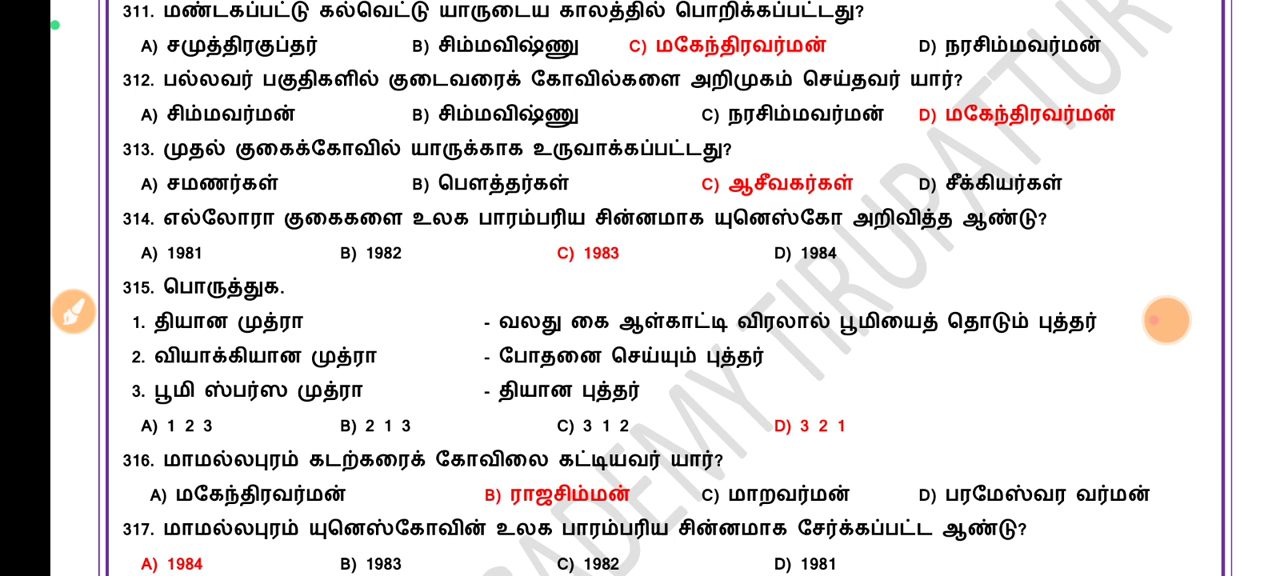 311. மண்டகப்பட்டு கல்வெட்டு யாருடைய காலத்தில் பொறிக்கப்பட்டது?
A) சமுத்திரகுப்தர் B) சிம்மவிஷ்ணு C) மகேந்திரவர்மன் D) நரசிம்மவர்மன்
312. பல்லவர் பகுதிகளில் குடைவரைக் கோவில்களை அறிமுகம் செய்தவர் யார்?
A) சிம்மவர்மன் B) சிம்மவிஷ்ணு C) நரசிம்மவர்மன் D) மகேந்திரவர்மன்
313. முதல் குகைக்கோவில் யாருக்காக உருவாக்கப்பட்டது?
A) சமணர்கள் B) பௌத்தர்கள் C) ஆசீவகர்கள் D) சீக்கியர்கள்
314. எல்லோரா குகைகளை உலக பாரம்பரிய சின்னமாக யுனெஸ்கோ அறிவித்த ஆண்டு?
A) 1981 B) 1982 C) 1983 D) 1984
315. பொருத்துக.
1. தியான முத்ரா - வலது கை ஆள்காட்டி விரலால் பூமியைத் தொடும் புத்தர்
2. வியாக்கியான முத்ரா - போதனை செய்யும் புத்தர்
3. பூமி ஸ்பர்ஸ முத்ரா - தியான புத்தர்
A) 1 2 3 B) 2 1 3 C) 3 1 2 D) 3 2 1
316. மாமல்லபுரம் கடற்கரைக் கோவிலை கட்டியவர் யார்?
A) மகேந்திரவர்மன் B) ராஜசிம்மன் C) மாறவர்மன் D) பரமேஸ்வர வர்மன்
317. மாமல்லபுரம் யுனெஸ்கோவின் உலக பாரம்பரிய சின்னமாக சேர்க்கப்பட்ட ஆண்டு?
A) 1984 B) 1983 C) 1982 D) 1981
ADEMY TIRUPATTUR